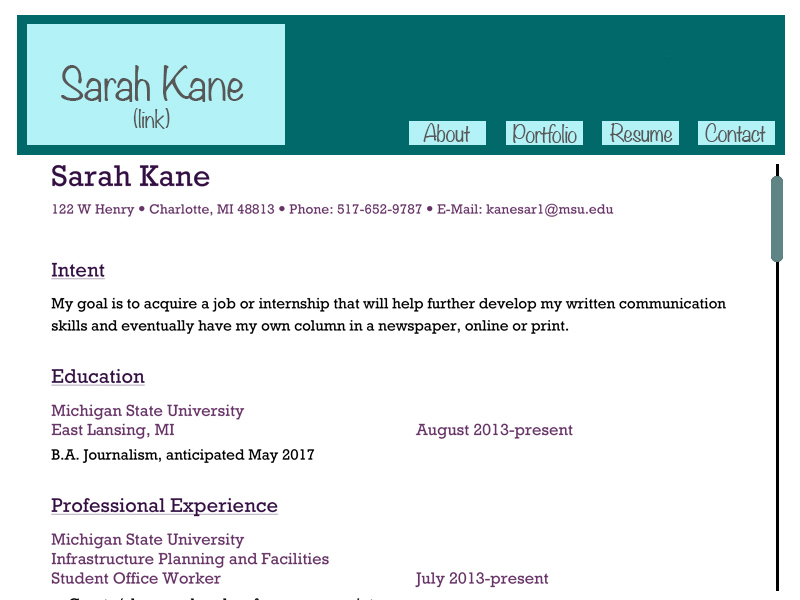 Sarah Kane
(link)
About Portfolio Resume Contact
Sarah Kane
122 W Henry • Charlotte, MI 48813 • Phone: 517-652-9787 • E-Mail: kanesar1@msu.edu
Intent
My goal is to acquire a job or internship that will help further develop my written communication
skills and eventually have my own column in a newspaper, online or print.
Education
Michigan State University
East Lansing, MI August 2013-present
B.A. Journalism, anticipated May 2017
Professional Experience
Michigan State University
Infrastructure Planning and Facilities
Student Office Worker July 2013-present